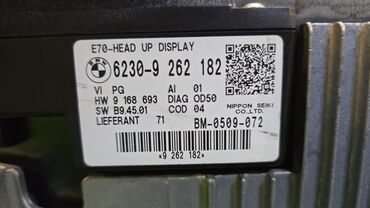 E70-HEAD UP DISPLAY
BMW
6230-9 262 182
VI PG AI 01
HW 9 168 693 DIAG OD50
SW B9.45.01 COD 04
LIEFERANT 71
NIPPON SEIKI
CO.,LTD.
BM-0509-072
*9 262 182*